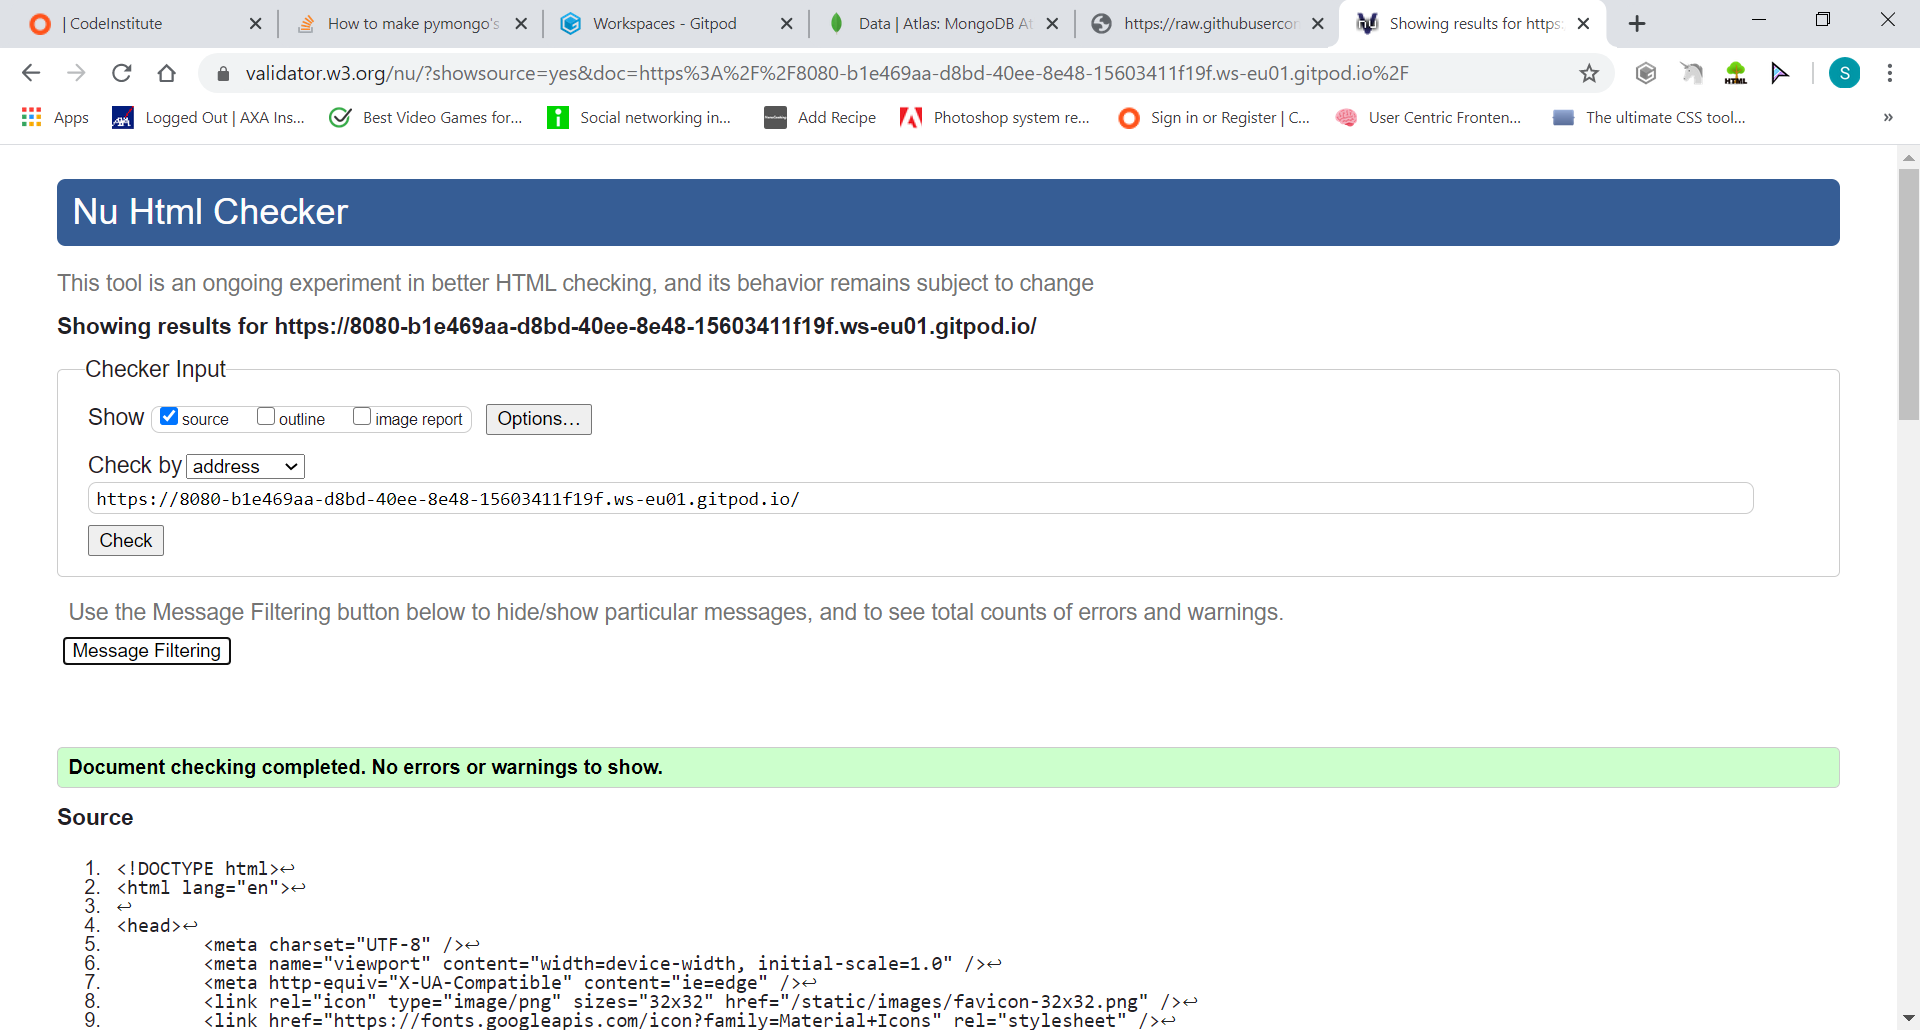 | CodeInstitute
How to make pymongo's
Workspaces - Gitpod
Data | Atlas: MongoDB At
https://raw.githubusercon
Showing results for https:
validator.w3.org/nu/?showsource=yes&doc=https%3A%2F%2F8080-b1e469aa-d8bd-40ee-8e48-15603411f19f.ws-eu01.gitpod.io%2F
HTML
S
Apps
Logged Out | AXA Ins...
Best Video Games for...
Social networking in...
Add Recipe
Photoshop system re...
Sign in or Register | C...
User Centric Fronten...
The ultimate CSS tool...
»
Nu Html Checker
This tool is an ongoing experiment in better HTML checking, and its behavior remains subject to change
Showing results for https://8080-b1e469aa-d8bd-40ee-8e48-15603411f19f.ws-eu01.gitpod.io/
Checker Input
Show source outline image report Options...
Check by address
https://8080-b1e469aa-d8bd-40ee-8e48-15603411f19f.ws-eu01.gitpod.io/
Check
Use the Message Filtering button below to hide/show particular messages, and to see total counts of errors and warnings.
Message Filtering
Document checking completed. No errors or warnings to show.
Source
1. <!DOCTYPE html>↩
2. <html lang="en">↩
3. ↩
4. <head>↩
5. <meta charset="UTF-8" />↩
6. <meta name="viewport" content="width=device-width, initial-scale=1.0" />↩
7. <meta http-equiv="X-UA-Compatible" content="ie=edge" />↩
8. <link rel="icon" type="image/png" sizes="32x32" href="/static/images/favicon-32x32.png" />↩
9. <link href="https://fonts.googleapis.com/icon?family=Material+Icons" rel="stylesheet" />↩